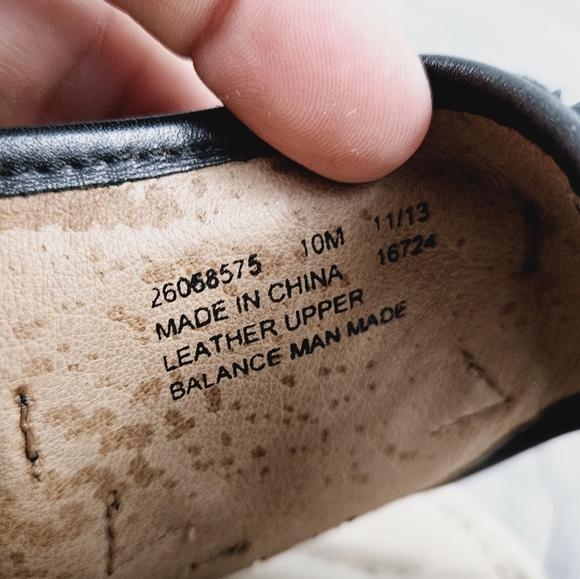 26068575 10M 11/13
MADE IN CHINA 16724
LEATHER UPPER
BALANCE MAN MADE